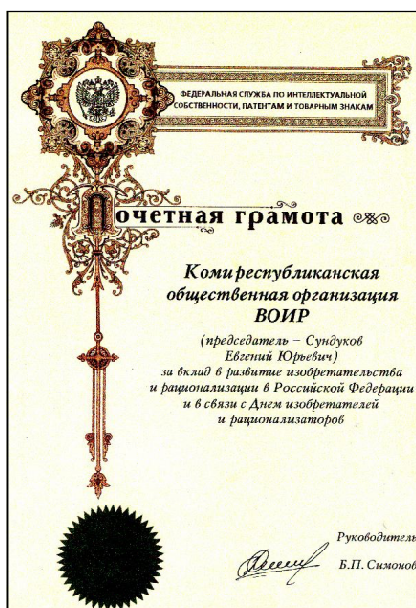 ФЕДЕРАЛЬНАЯ СЛУЖБА ПО ИНТЕЛЛЕКТУАЛЬНОЙ
СОБСТВЕННОСТИ, ПАТЕНТАМ И ТОВАРНЫМ ЗНАКАМ
Почетная грамота
Коми республиканская
общественная организация
ВОИР
(председатель – Сундуков
Евгений Юрьевич)
за вклад в развитие изобретательства
и рационализации в Российской Федерации
и в связи с Днем изобретателей
и рационализаторов
Руководитель
Б.П. Симонов